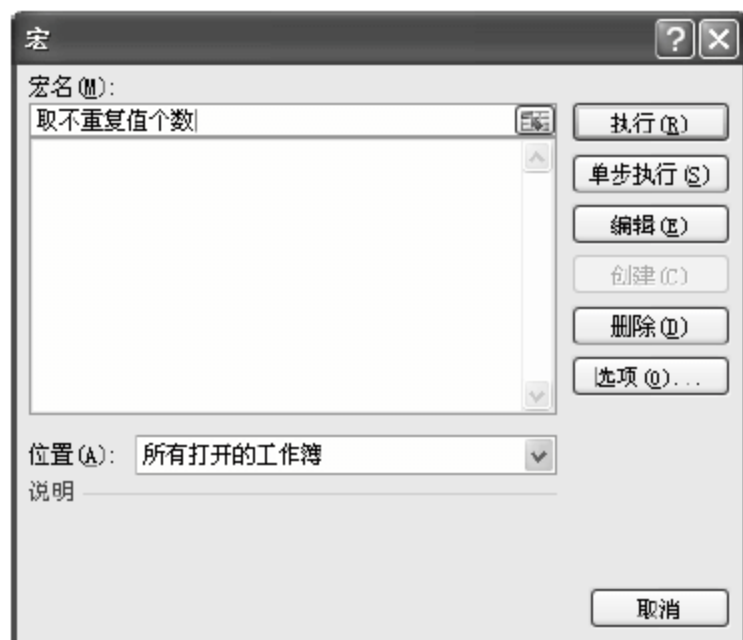 宏
宏名(M):
取不重复值个数
执行(R)
单步执行(S)
编辑(E)
创建(C)
删除(D)
选项(O)...
位置(A):
所有打开的工作簿
说明
取消